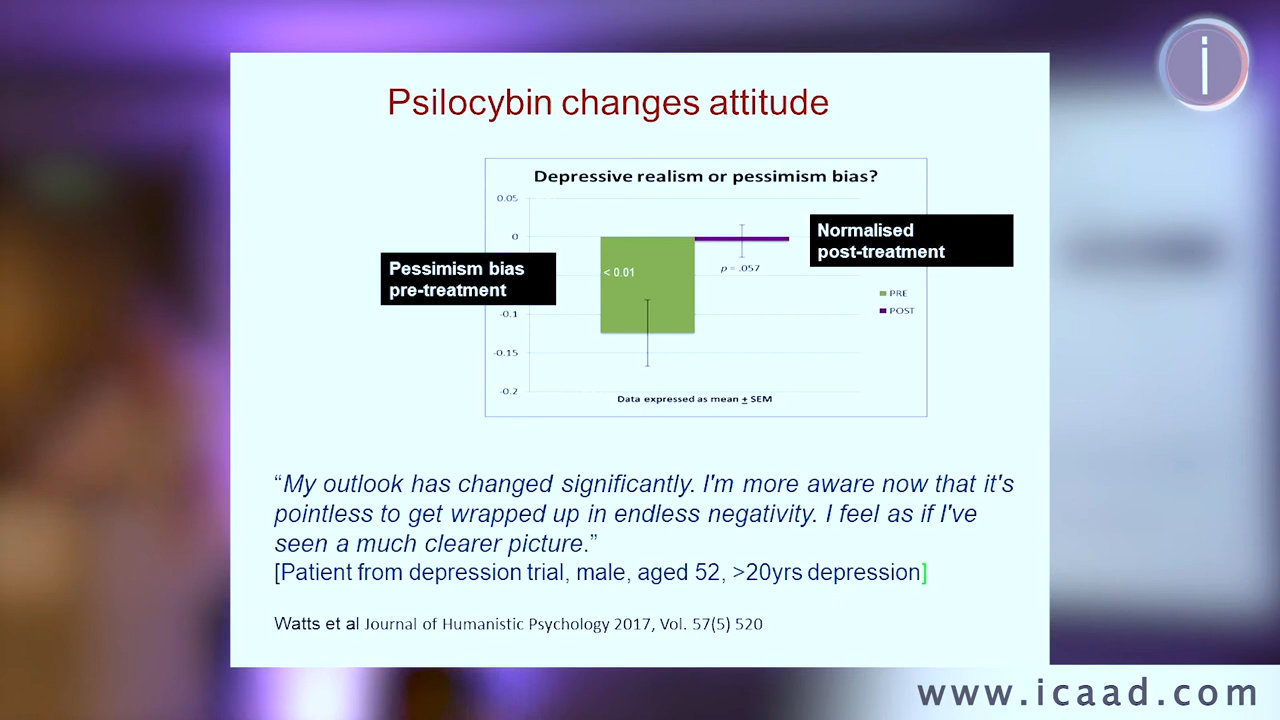 i
Psilocybin changes attitude
Depressive realism or pessimism bias?
0.05
0
-0.1
-0.15
-0.2
Pessimism bias
pre-treatment
< 0.01
p = .057
Normalised
post-treatment
PRE
POST
Data expressed as mean ± SEM
“My outlook has changed significantly. I'm more aware now that it's
pointless to get wrapped up in endless negativity. I feel as if I've
seen a much clearer picture.”
[Patient from depression trial, male, aged 52, >20yrs depression]
Watts et al Journal of Humanistic Psychology 2017, Vol. 57(5) 520
www.icaad.com